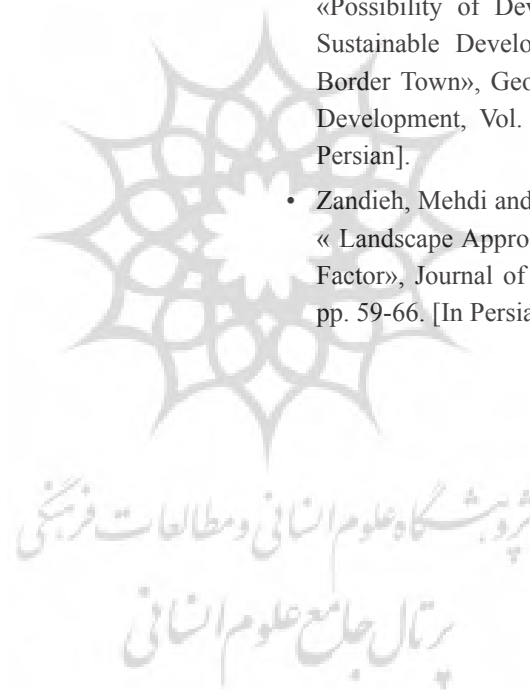 «Possibility of Dev
Sustainable Develo
Border Town», Geo
Development, Vol.
Persian].
• Zandieh, Mehdi and
« Landscape Appro
Factor», Journal of
pp. 59-66. [In Persia
پژوهشگاه علوم انسانی و مطالعات فرهنگی
پرتال جامع علوم انسانی